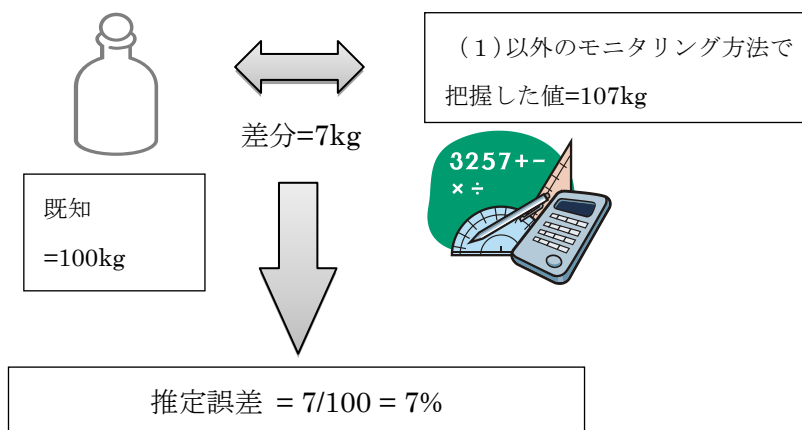 （１)以外のモニタリング方法で
把握した値=107kg
差分=7kg
3257+-
×÷
既知
=100kg
推定誤差 = 7/100 = 7%